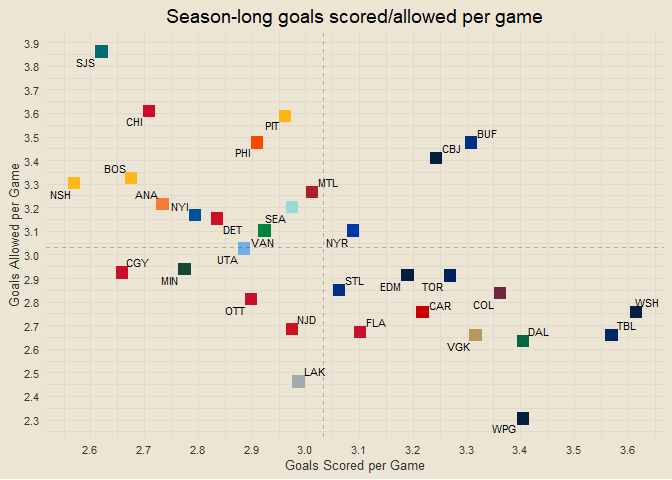 Season-long goals scored/allowed per game
Goals Allowed per Game
3.9
3.8
3.7
3.6
3.5
3.4
3.3
3.2
3.1
3.0
2.9
2.8
2.7
2.6
2.5
2.4
2.3
SJS
CHI
PIT
PHI
BUF
CBJ
BOS
NSH
MTL
ANA
NYI
SEA
DET
VAN
NYR
UTA
CGY
MIN
STL
EDM
TOR
OTT
NJD
FLA
CAR
COL
WSH
TBL
DAL
VGK
LAK
WPG
2.6 2.7 2.8 2.9 3.0 3.1 3.2 3.3 3.4 3.5 3.6
Goals Scored per Game